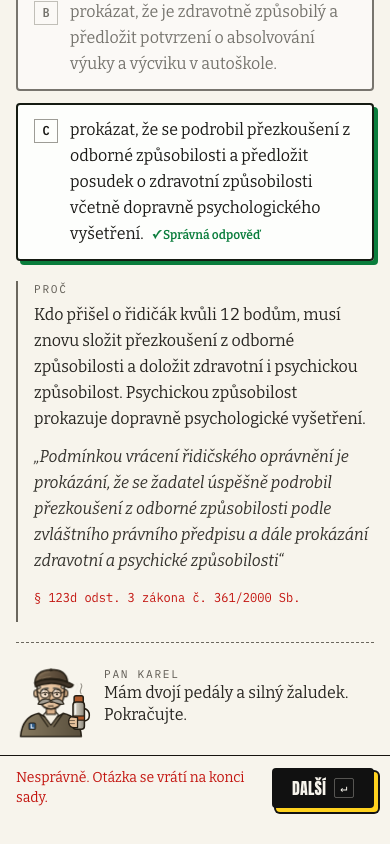 B prokázat, že je zdravotně způsobilý a
předložit potvrzení o absolvování
výuky a výcviku v autoškole.
C prokázat, že se podrobil přezkoušení z
odborné způsobilosti a předložit
posudek o zdravotní způsobilosti
včetně dopravně psychologického
vyšetření. ✓Správná odpověď
PROČ
Kdo přišel o řidičák kvůli 12 bodům, musí
znovu složit přezkoušení z odborné
způsobilosti a doložit zdravotní i psychickou
způsobilost. Psychickou způsobilost
prokazuje dopravně psychologické vyšetření.
„Podmínkou vrácení řidičského oprávnění je
prokázání, že se žadatel úspěšně podrobil
přezkoušení z odborné způsobilosti podle
zvláštního právního předpisu a dále prokázání
zdravotní a psychické způsobilosti“
§ 123d odst. 3 zákona č. 361/2000 Sb.
PAN KAREL
Mám dvojí pedály a silný žaludek.
Pokračujte.
Nesprávně. Otázka se vrátí na konci
sady.
DALŠÍ ↵